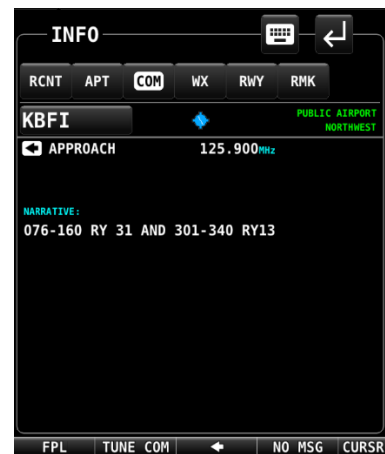 INFO
RCNT APT COM WX RWY RMK
KBFI
PUBLIC AIRPORT
NORTHWEST
APPROACH 125.900MHz
NARRATIVE:
076-160 RY 31 AND 301-340 RY13
FPL TUNE COM NO MSG CURSR